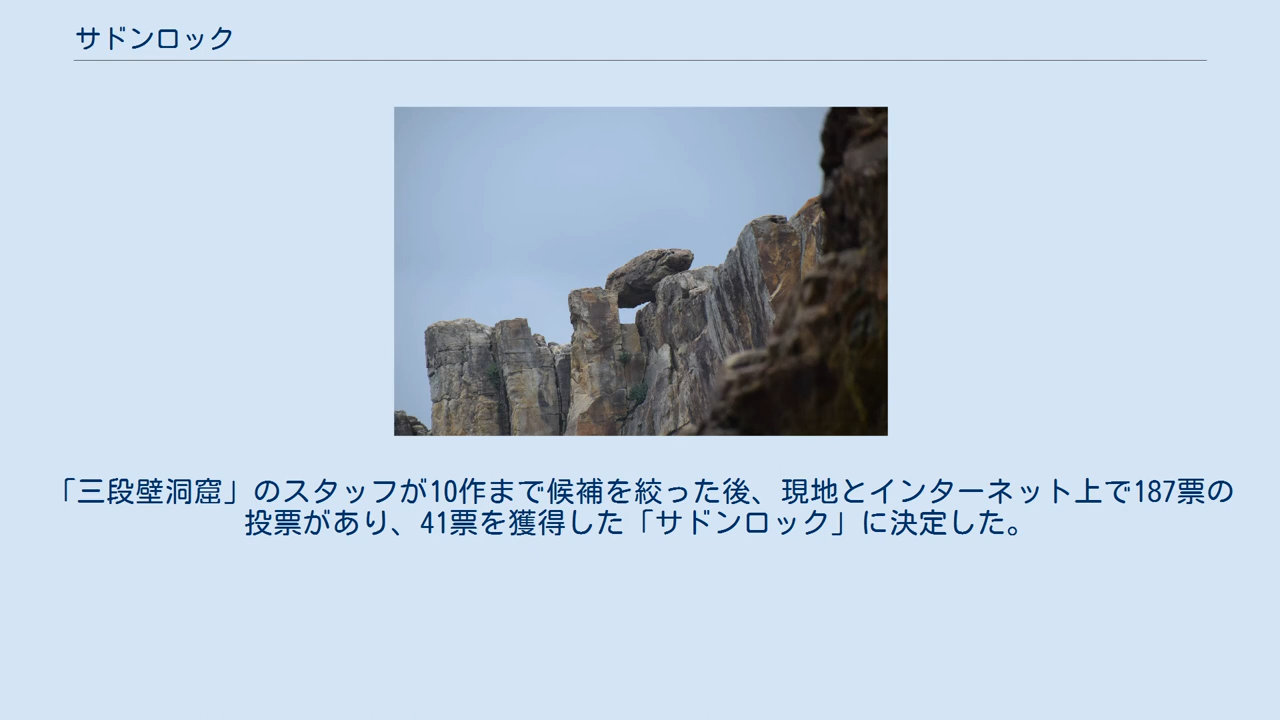 サドンロック
「三段壁洞窟」のスタッフが10作まで候補を絞った後、現地とインターネット上で187票の
投票があり、41票を獲得した「サドンロック」に決定した。